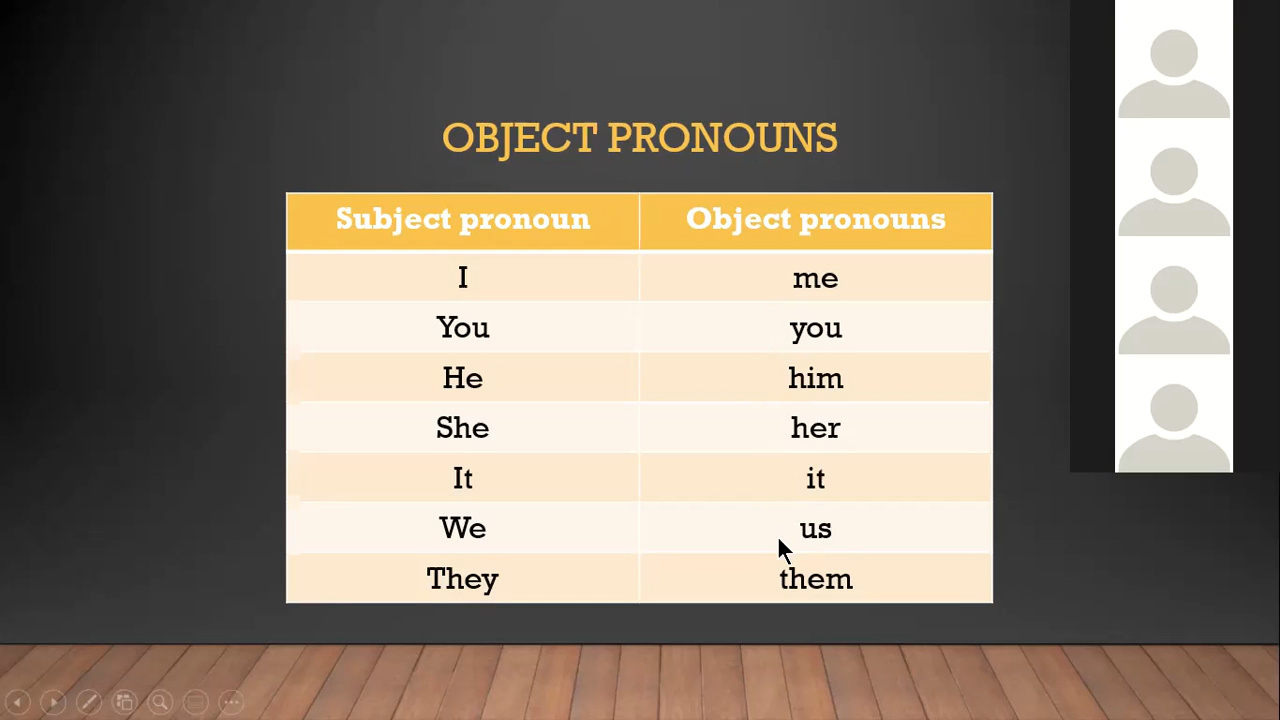 OBJECT PRONOUNS
Subject pronoun Object pronouns
I me
You you
He him
She her
It it
We us
They them